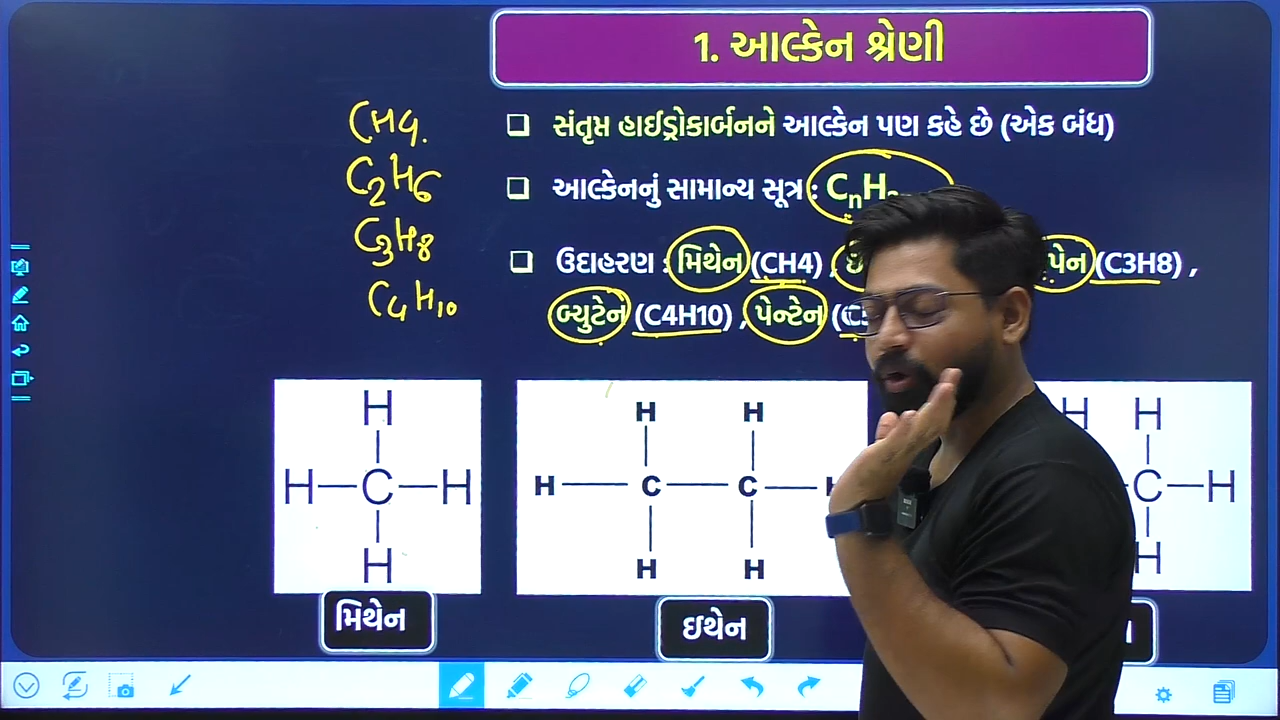 1. આલ્કેન શ્રેણી
CH4.
C2H6
C3H8
C4H10
સંતૃપ્ત હાઈડ્રોકાર્બનને આલ્કેન પણ કહે છે (એક બંધ)
આલ્કેનનું સામાન્ય સૂત્ર : CnH
ઉદાહરણ : મિથેન (CH4) , (C3H8) ,
બ્યુટેન (C4H10) , પેન્ટેન
H
H—C—H
H
H H
H C C
H H
H H
C—H
H
મિથેન
ઇથેન